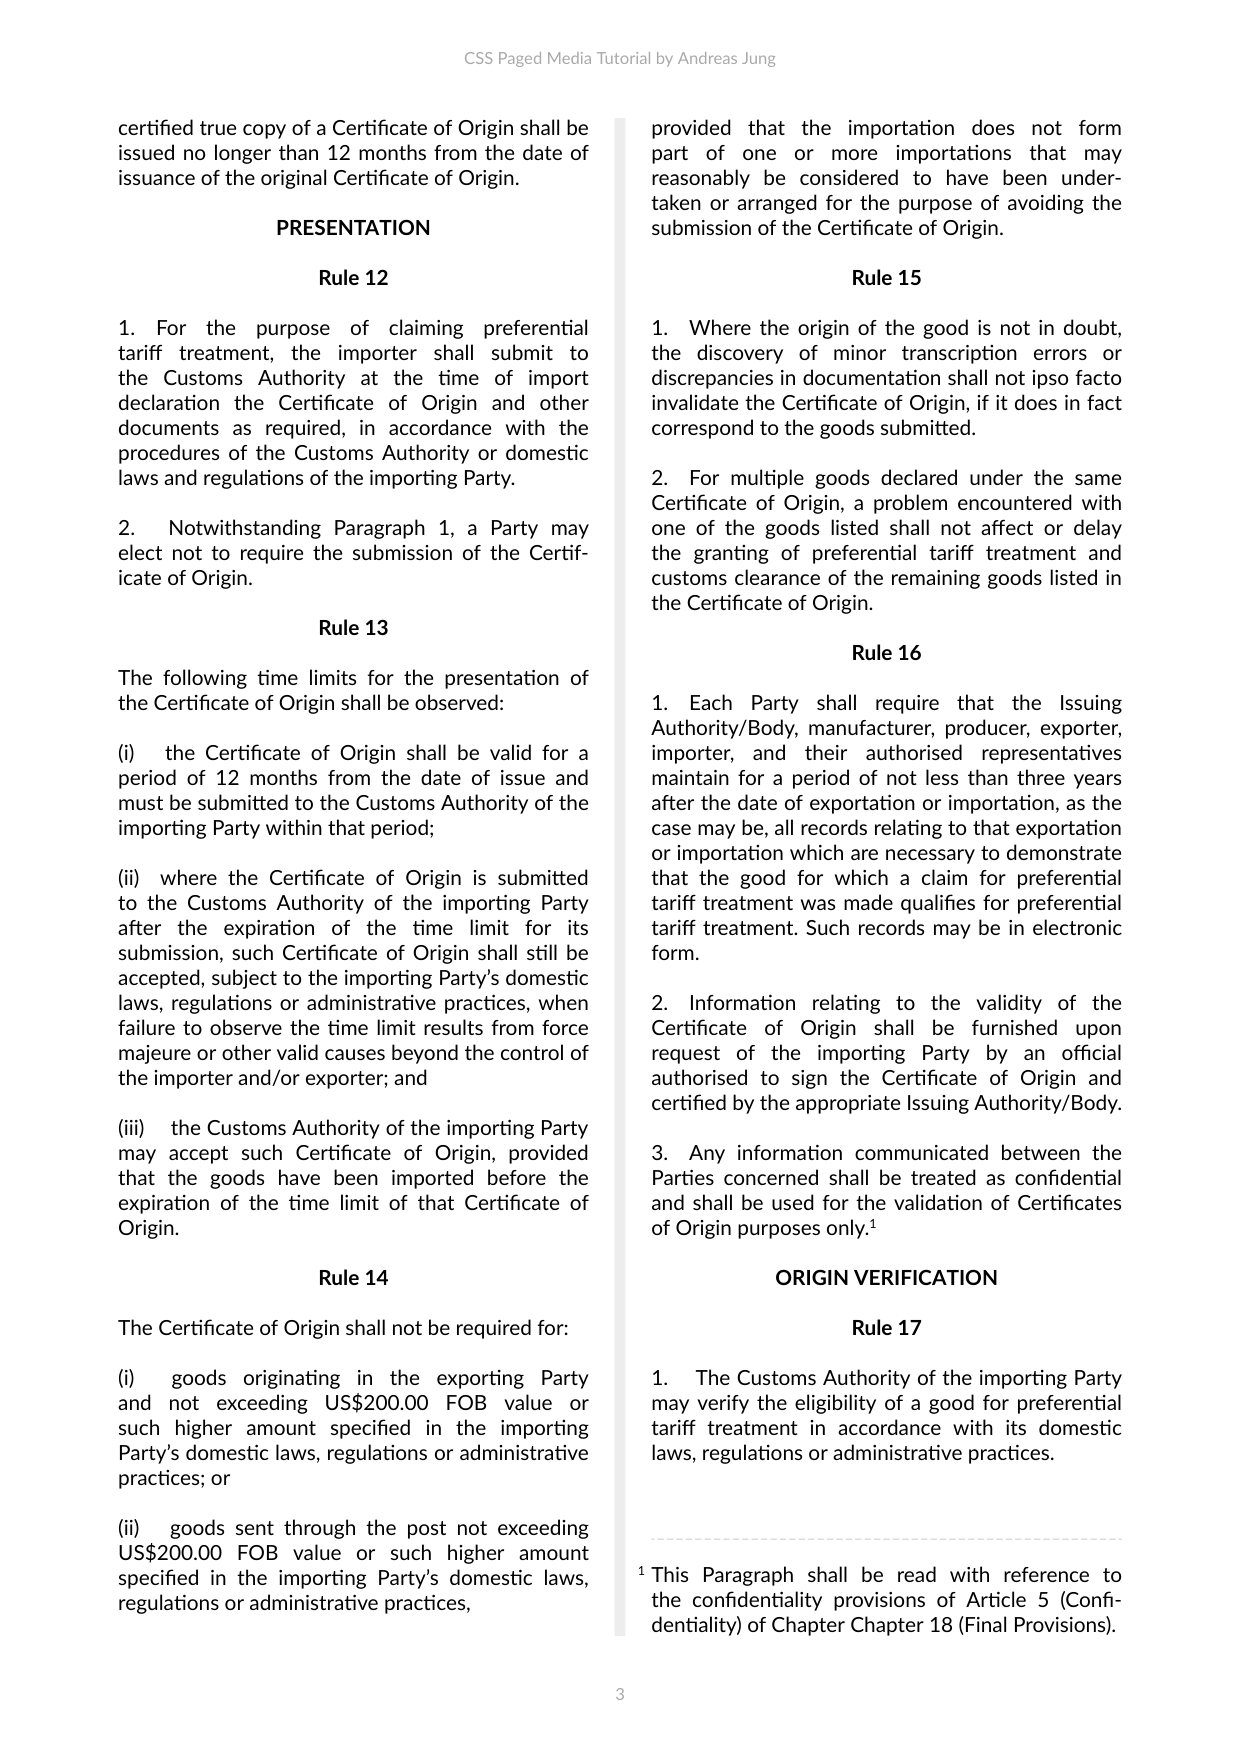 CSS Paged Media Tutorial by Andreas Jung
certified true copy of a Certificate of Origin shall be
issued no longer than 12 months from the date of
issuance of the original Certificate of Origin.
PRESENTATION
Rule 12
1. For the purpose of claiming preferential
tariff treatment, the importer shall submit to
the Customs Authority at the time of import
declaration the Certificate of Origin and other
documents as required, in accordance with the
procedures of the Customs Authority or domestic
laws and regulations of the importing Party.
2. Notwithstanding Paragraph 1, a Party may
elect not to require the submission of the Certif-
icate of Origin.
Rule 13
The following time limits for the presentation of
the Certificate of Origin shall be observed:
(i) the Certificate of Origin shall be valid for a
period of 12 months from the date of issue and
must be submitted to the Customs Authority of the
importing Party within that period;
(ii) where the Certificate of Origin is submitted
to the Customs Authority of the importing Party
after the expiration of the time limit for its
submission, such Certificate of Origin shall still be
accepted, subject to the importing Party’s domestic
laws, regulations or administrative practices, when
failure to observe the time limit results from force
majeure or other valid causes beyond the control of
the importer and/or exporter; and
(iii) the Customs Authority of the importing Party
may accept such Certificate of Origin, provided
that the goods have been imported before the
expiration of the time limit of that Certificate of
Origin.
Rule 14
The Certificate of Origin shall not be required for:
(i) goods originating in the exporting Party
and not exceeding US$200.00 FOB value or
such higher amount specified in the importing
Party’s domestic laws, regulations or administrative
practices; or
(ii) goods sent through the post not exceeding
US$200.00 FOB value or such higher amount
specified in the importing Party’s domestic laws,
regulations or administrative practices,
provided that the importation does not form
part of one or more importations that may
reasonably be considered to have been under-
taken or arranged for the purpose of avoiding the
submission of the Certificate of Origin.
Rule 15
1. Where the origin of the good is not in doubt,
the discovery of minor transcription errors or
discrepancies in documentation shall not ipso facto
invalidate the Certificate of Origin, if it does in fact
correspond to the goods submitted.
2. For multiple goods declared under the same
Certificate of Origin, a problem encountered with
one of the goods listed shall not affect or delay
the granting of preferential tariff treatment and
customs clearance of the remaining goods listed in
the Certificate of Origin.
Rule 16
1. Each Party shall require that the Issuing
Authority/Body, manufacturer, producer, exporter,
importer, and their authorised representatives
maintain for a period of not less than three years
after the date of exportation or importation, as the
case may be, all records relating to that exportation
or importation which are necessary to demonstrate
that the good for which a claim for preferential
tariff treatment was made qualifies for preferential
tariff treatment. Such records may be in electronic
form.
2. Information relating to the validity of the
Certificate of Origin shall be furnished upon
request of the importing Party by an official
authorised to sign the Certificate of Origin and
certified by the appropriate Issuing Authority/Body.
3. Any information communicated between the
Parties concerned shall be treated as confidential
and shall be used for the validation of Certificates
of Origin purposes only.1
ORIGIN VERIFICATION
Rule 17
1. The Customs Authority of the importing Party
may verify the eligibility of a good for preferential
tariff treatment in accordance with its domestic
laws, regulations or administrative practices.
1 This Paragraph shall be read with reference to
the confidentiality provisions of Article 5 (Confi-
dentiality) of Chapter Chapter 18 (Final Provisions).
3